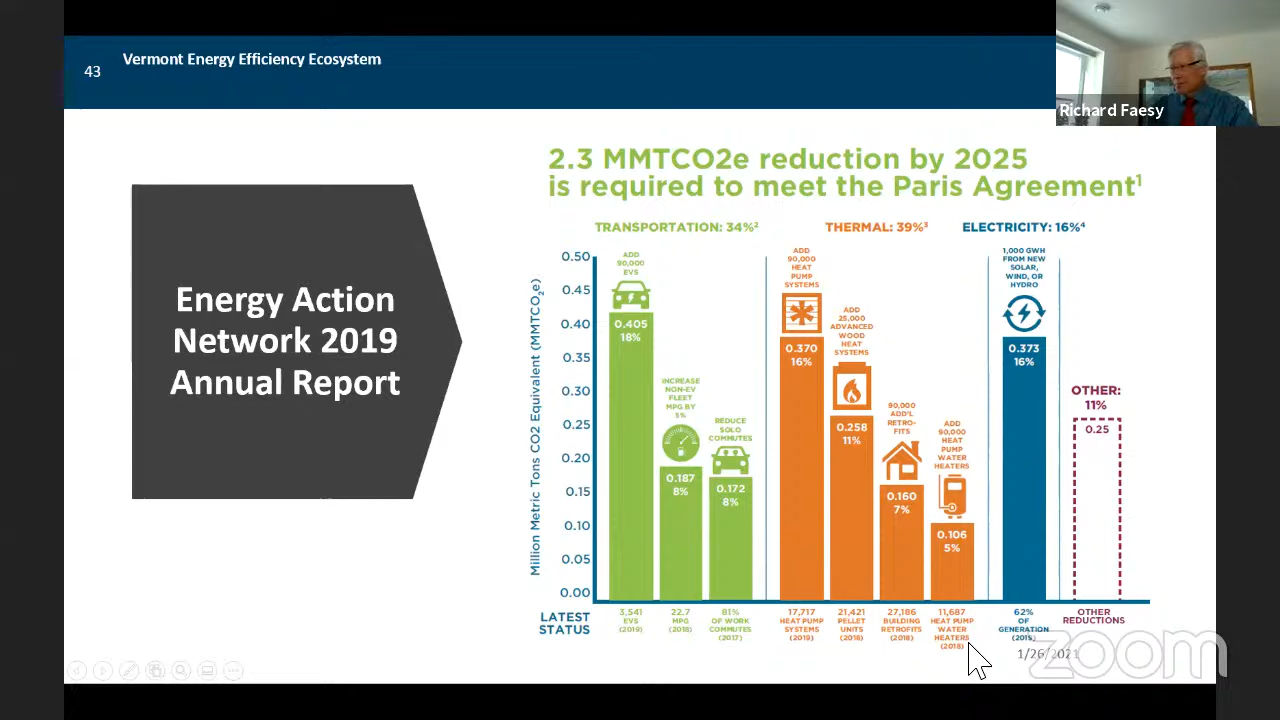 43
Vermont Energy Efficiency Ecosystem
Richard Faesy
Energy Action
Network 2019
Annual Report
2.3 MMTCO2e reduction by 2025
is required to meet the Paris Agreement1
TRANSPORTATION: 34%2
THERMAL: 39%3
ELECTRICITY: 16%4
Million Metric Tons CO2 Equivalent (MMTCO2e)
0.50
0.45
0.40
0.35
0.30
0.25
0.20
0.15
0.10
0.05
0.00
ADD
90,000
EVS
0.405
18%
INCREASE
NON-EV
FLEET
MPG BY
5%
0.187
8%
REDUCE
SOLO
COMMUTES
0.172
8%
ADD
90,000
HEAT
PUMP
SYSTEMS
0.370
16%
ADD
25,000
ADVANCED
WOOD
HEAT
SYSTEMS
0.258
11%
90,000
ADD'L
RETRO-
FITS
0.160
7%
ADD
90,000
HEAT
PUMP
WATER
HEATERS
0.106
5%
1,000 GWH
FROM NEW
SOLAR,
WIND, OR
HYDRO
0.373
16%
OTHER:
11%
0.25
LATEST
STATUS
3,541
EVS
(2019)
22.7
MPG
(2018)
81%
OF WORK
COMMUTES
(2017)
17,717
HEAT PUMP
SYSTEMS
(2019)
21,421
PELLET
UNITS
(2018)
27,186
BUILDING
RETROFITS
(2018)
11,687
HEAT PUMP
WATER
HEATERS
(2018)
62%
OF
GENERATION
OTHER
REDUCTIONS
1/26/2021
zoom